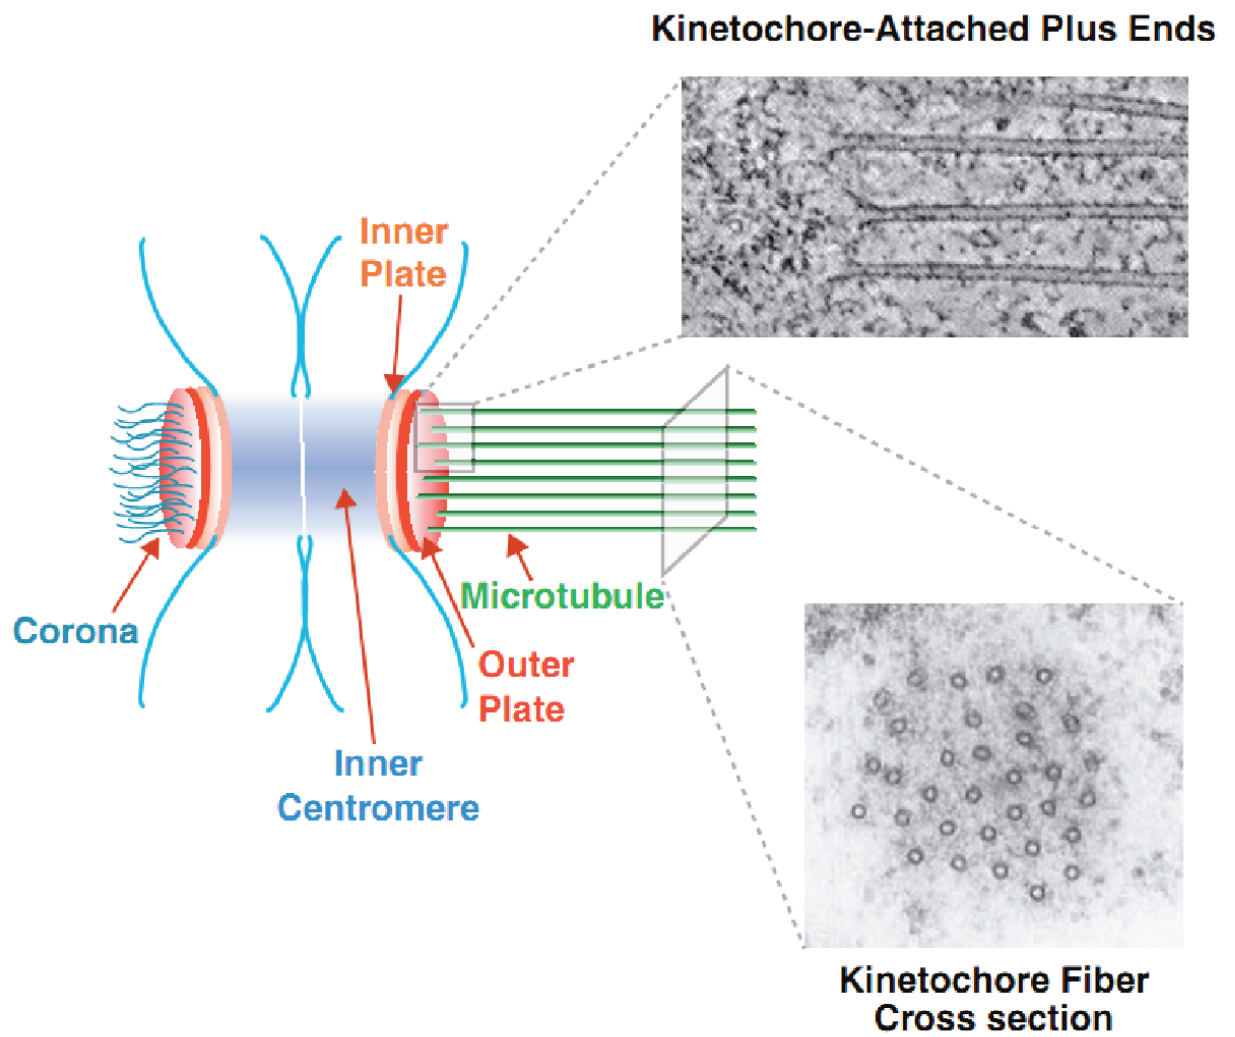 Kinetochore-Attached Plus Ends
Inner
Plate
Microtubule
Corona
Outer
Plate
Inner
Centromere
Kinetochore Fiber
Cross section